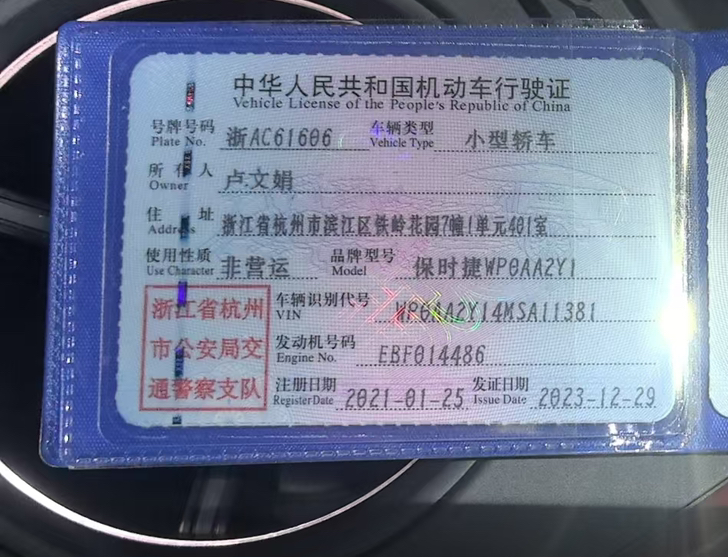 中华人民共和国机动车行驶证
Vehicle License of the People's Republic of China
号牌号码 浙AC61606 车辆类型 小型轿车
Plate No. Vehicle Type
所有人 卢文娟
Owner
住址 浙江省杭州市滨江区铁岭花园7幢1单元401室
Address
使用性质 非营运 品牌型号 保时捷WP0AA2Y1
Use Character Model
浙江省杭州
市公安局交
通警察支队
车辆识别代号 WP0AA2Y14MSA11381
VIN
发动机号码 EBF014486
Engine No.
注册日期 2021-01-25 发证日期 2023-12-29
Register Date Issue Date